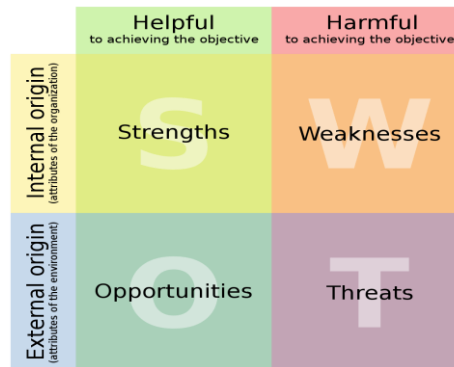 Helpful
to achieving the objective
Harmful
to achieving the objective
Internal origin
(attributes of the organization)
S
Strengths
W
Weaknesses
External origin
(attributes of the environment)
O
Opportunities
T
Threats